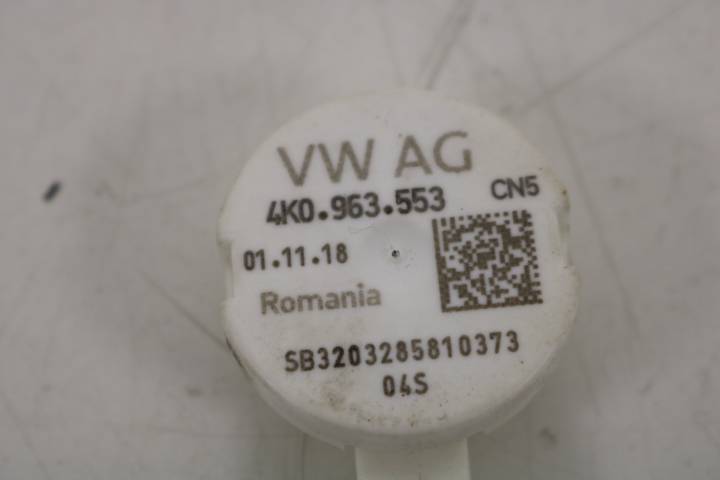 VW AG
4K0.963.553 CN5
01.11.18
Romania
SB3203285810373
04S